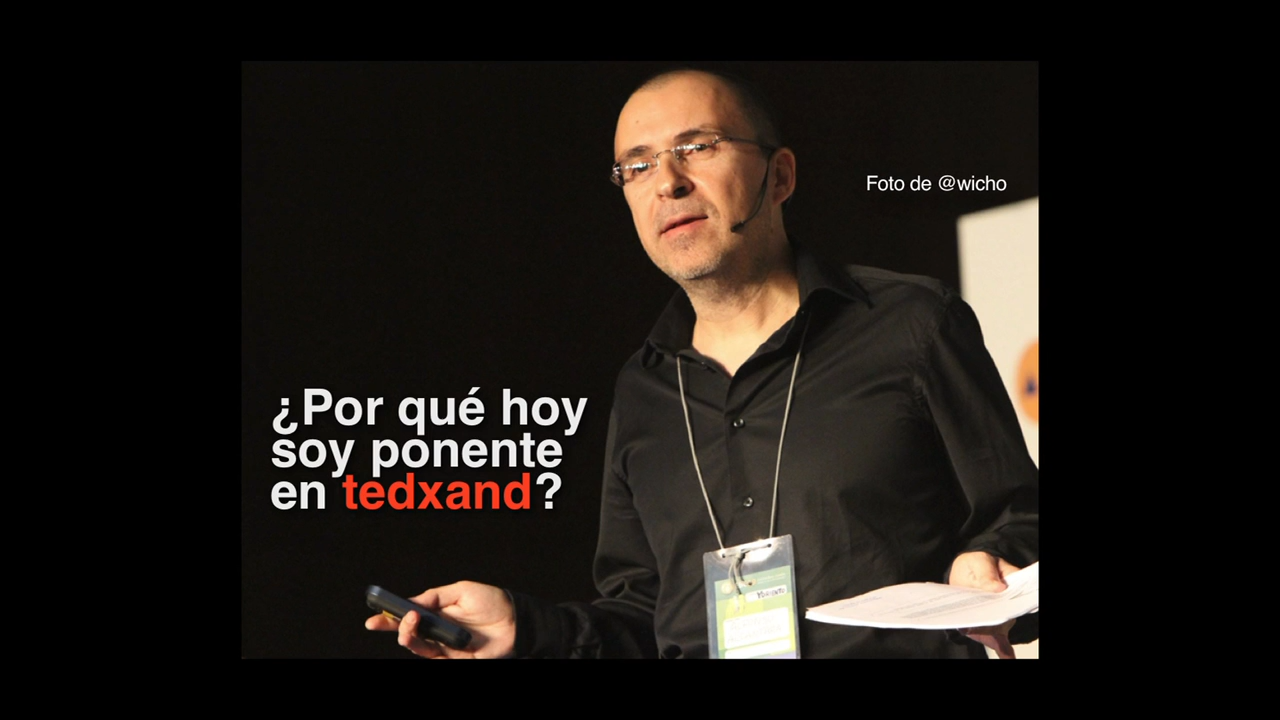 Foto de @wicho
¿Por qué hoy
soy ponente
en tedxand?